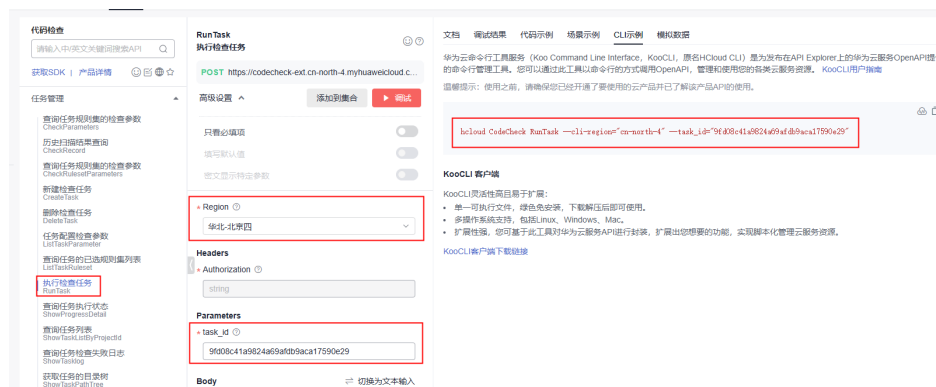 代码检查
请输入中/英文关键词搜索API
获取SDK | 产品详情
任务管理
查询任务规则集的检查参数
CheckParameters
历史扫描结果查询
CheckRecord
查询任务规则集的检查参数
CheckRulesetParameters
新建检查任务
CreateTask
删除检查任务
DeleteTask
任务配置检查参数
ListTaskParameter
查询任务的已选规则集列表
ListTaskRuleset
执行检查任务
RunTask
查询任务执行状态
ShowProgressDetail
查询任务列表
ShowTaskListByProjectId
查询任务检查失败日志
ShowTasklog
获取任务的目录树
ShowTaskPathTree
RunTask
执行检查任务
POST https://codecheck-ext.cn-north-4.myhuaweicloud.c...
高级设置
添加到集合
调试
只看必填项
填写默认值
密文显示特定参数
* Region
华北-北京四
Headers
* Authorization
string
Parameters
* task_id
9fd08c41a9824a69afdb9aca17590e29
Body
切换为文本输入
文档 调试结果 代码示例 场景示例 CLI示例 模拟数据
华为云命令行工具服务（Koo Command Line Interface，KooCLI，原名HCloud CLI）是为发布在API Explorer上的华为云服务OpenAPI提
的命令行管理工具。您可以通过此工具以命令行的方式调用OpenAPI，管理和使用您的各类云服务资源。 KooCLI用户指南
温馨提示：使用之前，请确保您已经开通了要使用的云产品并已了解该产品API的使用。
hcloud CodeCheck RunTask --cli-region="cn-north-4" --task_id="9fd08c41a9824a69afdb9aca17590e29"
KooCLI 客户端
KooCLI灵活性高且易于扩展：
• 单一可执行文件，绿色免安装，下载解压后即可使用。
• 多操作系统支持，包括Linux、Windows、Mac。
• 扩展性强，您可基于此工具对华为云服务API进行封装，扩展出您想要的功能，实现脚本化管理云服务资源。
KooCLI客户端下载链接